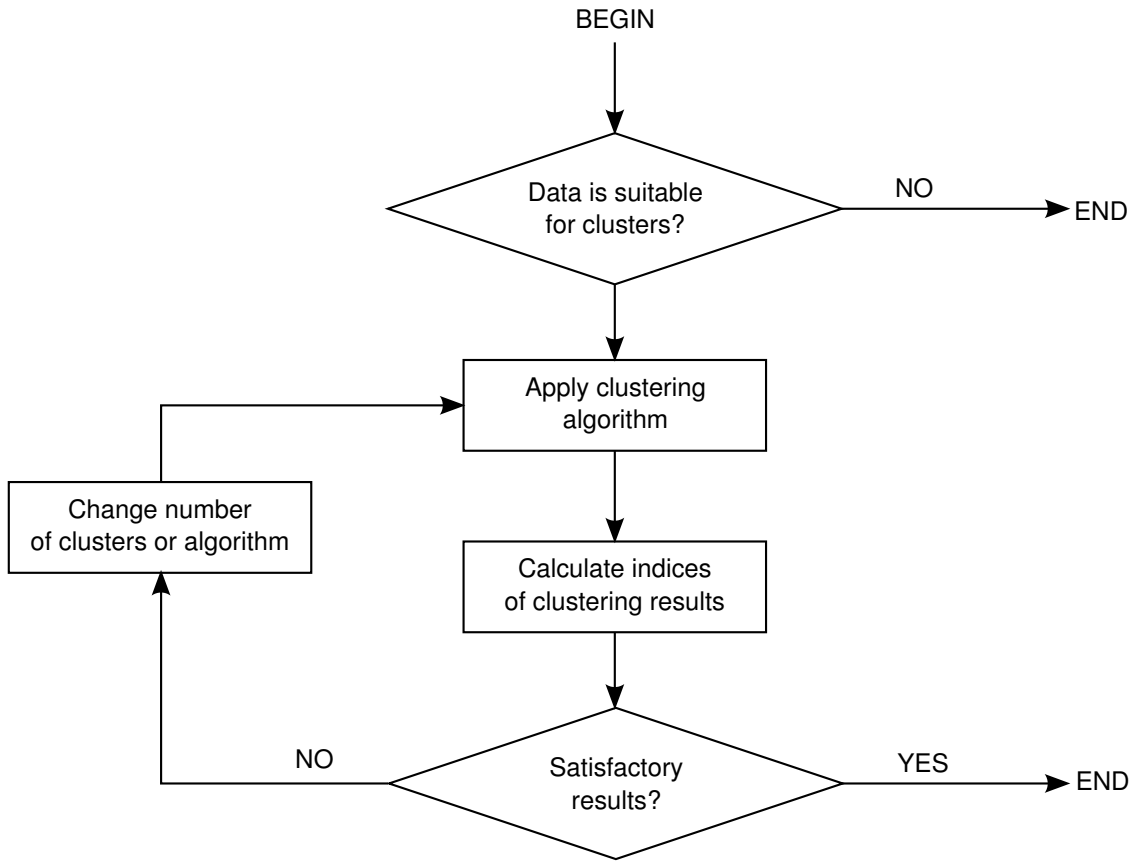 BEGIN
Data is suitable
for clusters?
NO
END
Apply clustering
algorithm
Change number
of clusters or algorithm
Calculate indices
of clustering results
NO
Satisfactory
results?
YES
END